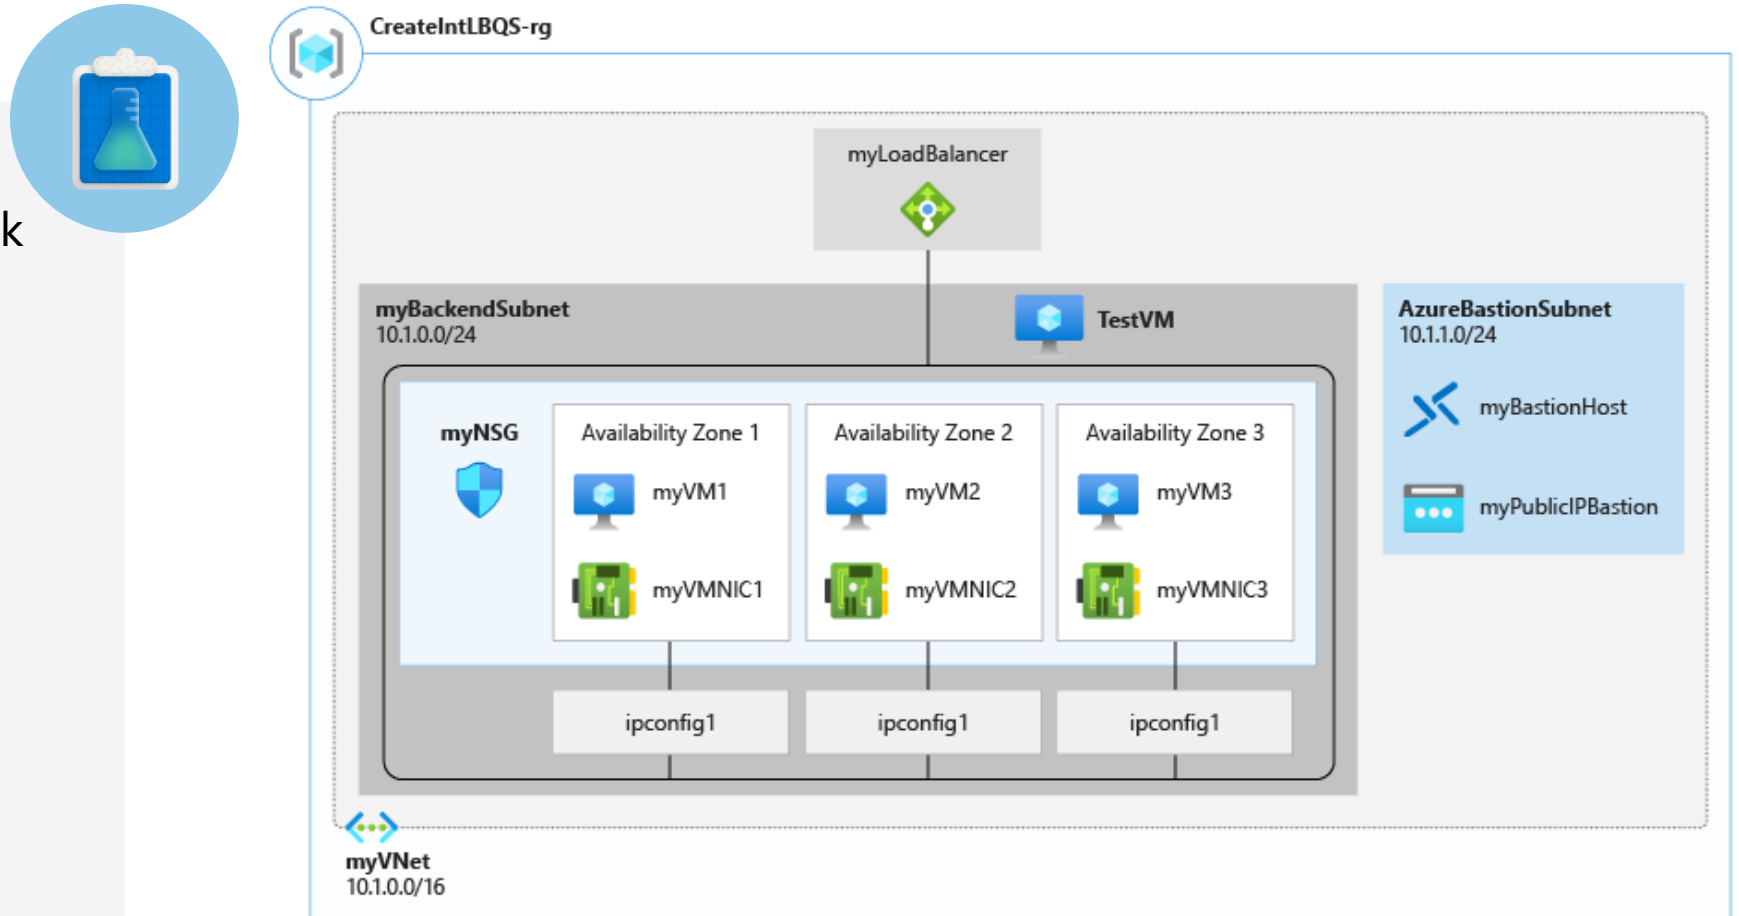 k
CreateIntLBQS-rg
myLoadBalancer
myBackendSubnet
10.1.0.0/24
TestVM
AzureBastionSubnet
10.1.1.0/24
myBastionHost
myPublicIPBastion
myNSG
Availability Zone 1
myVM1
myVMNIC1
Availability Zone 2
myVM2
myVMNIC2
Availability Zone 3
myVM3
myVMNIC3
ipconfig1
ipconfig1
ipconfig1
myVNet
10.1.0.0/16